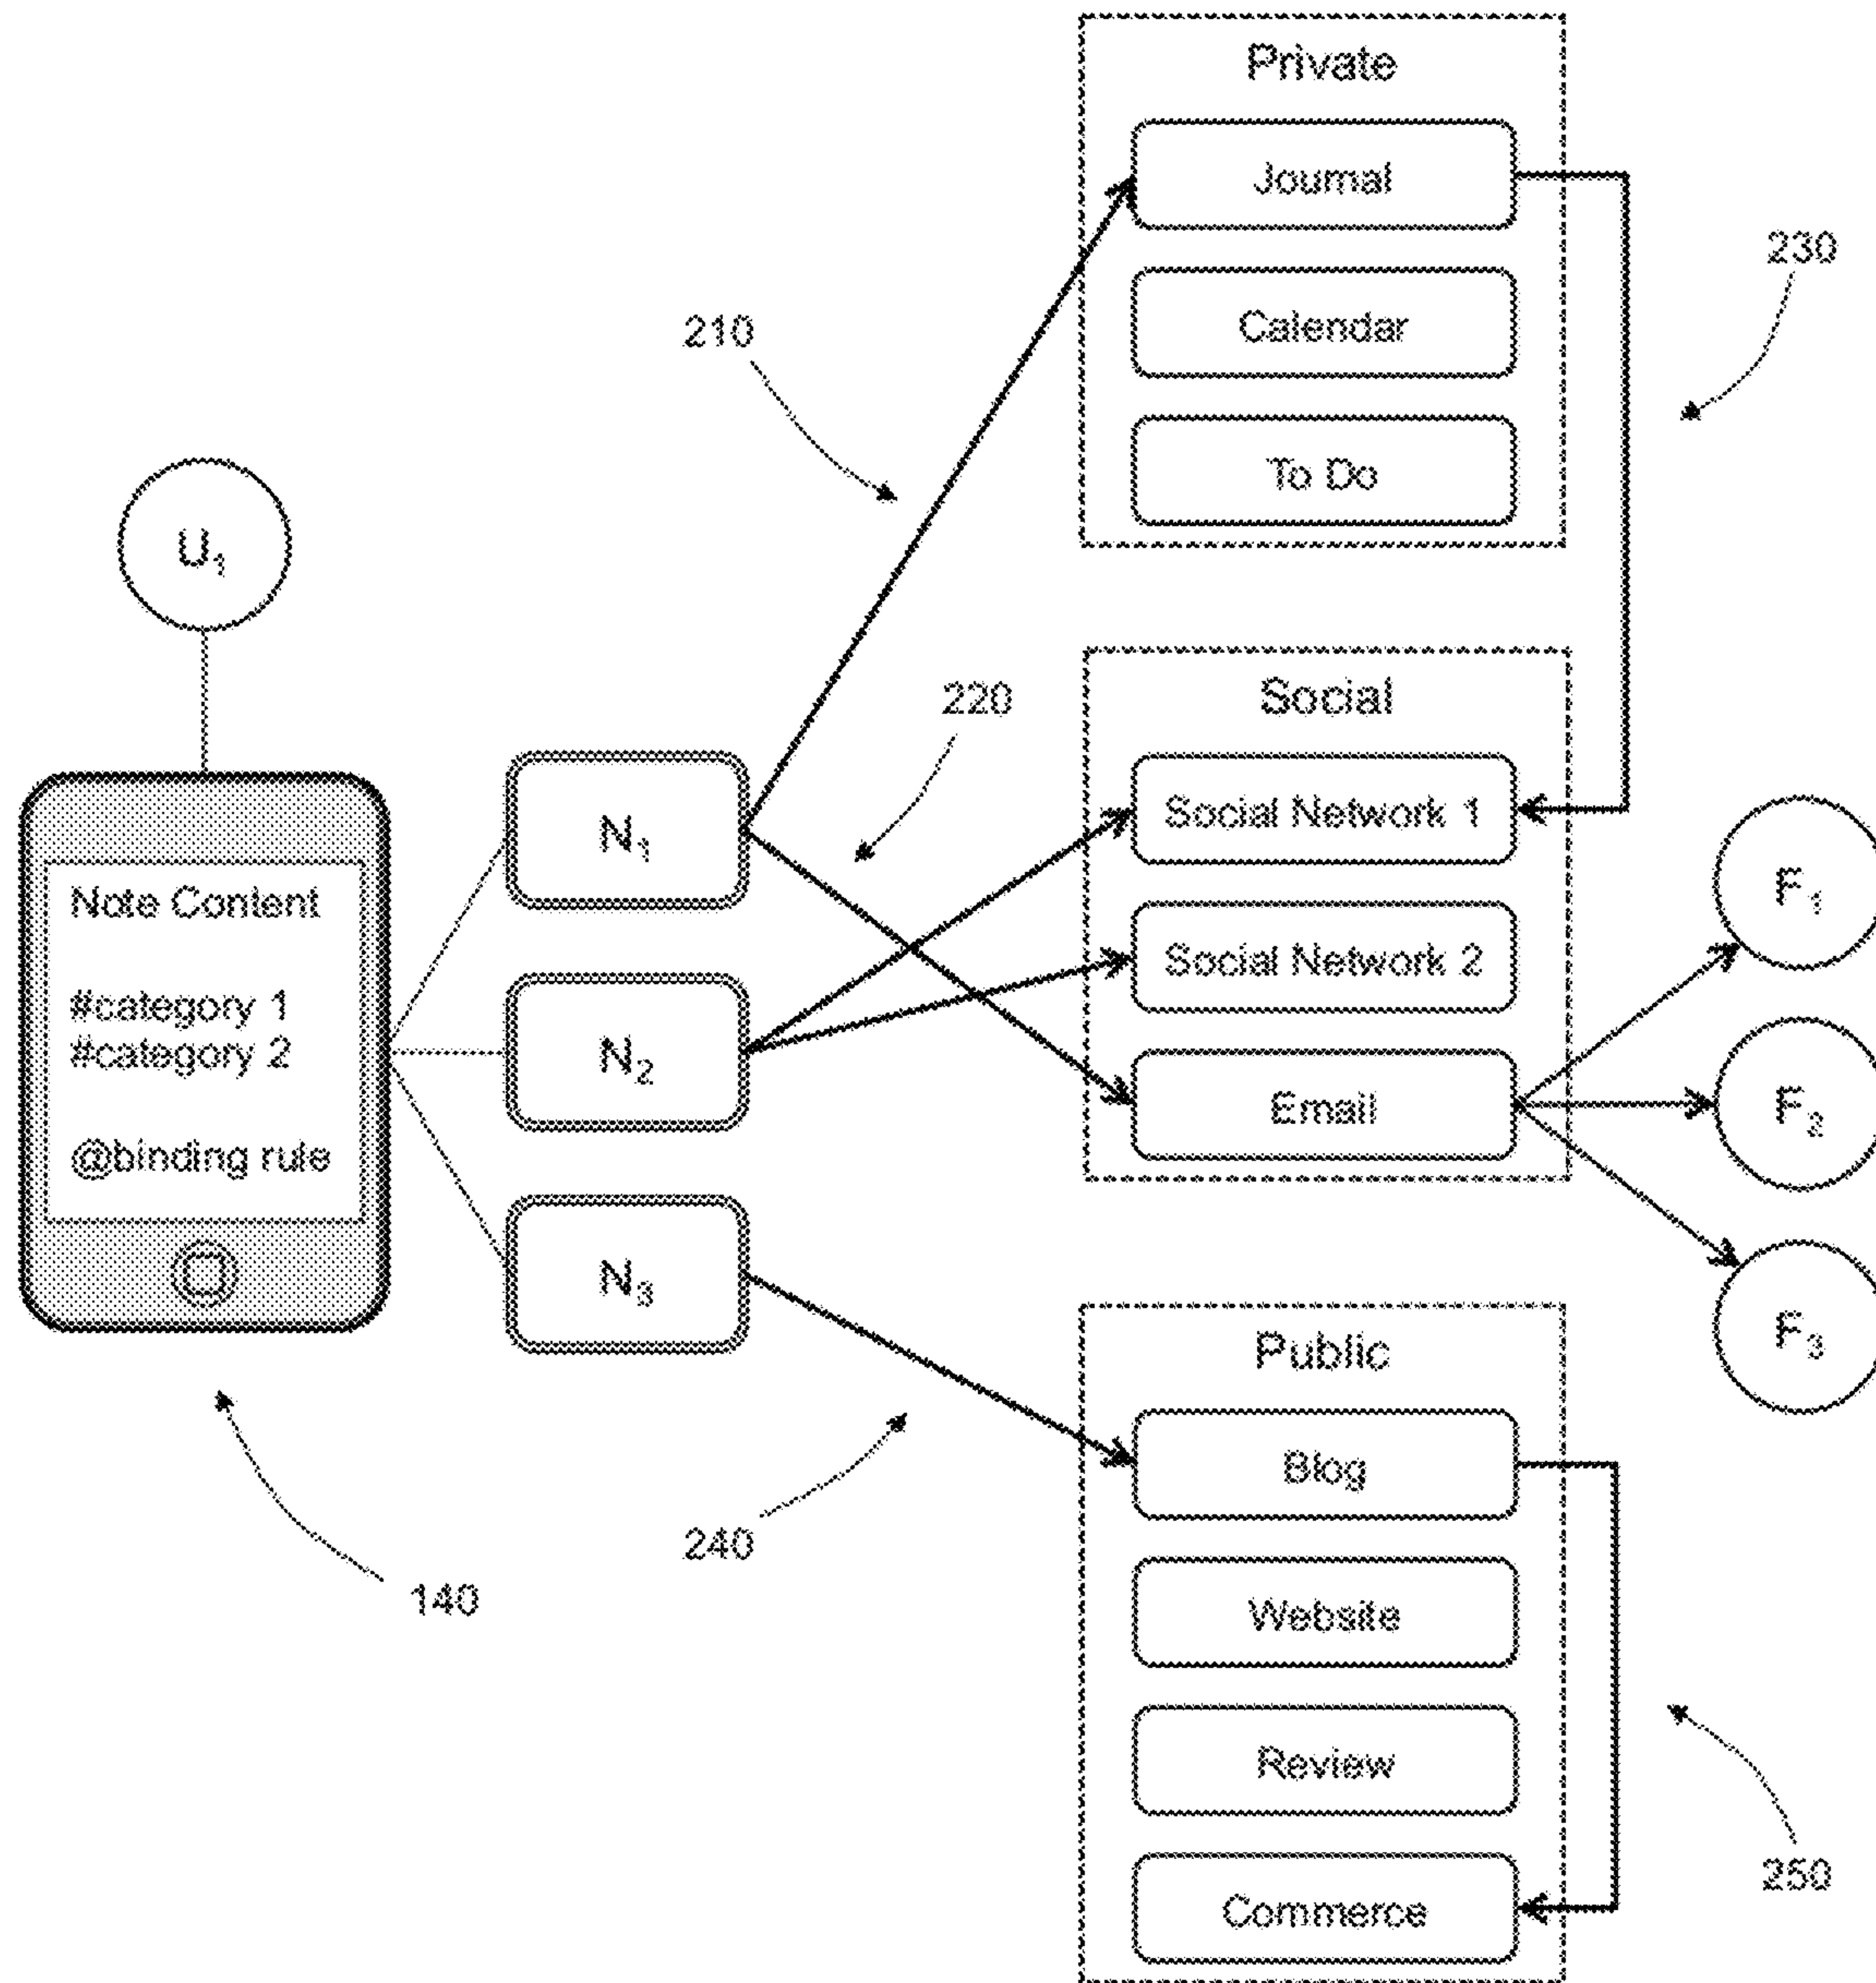 Private
Journal
Calendar
To Do
230
210
U₁
220
Social
Social Network 1
Social Network 2
Email
N₁
N₂
N₃
Note Content
#category 1
#category 2
@binding rule
F₁
F₂
F₃
140
240
Public
Blog
Website
Review
Commerce
250